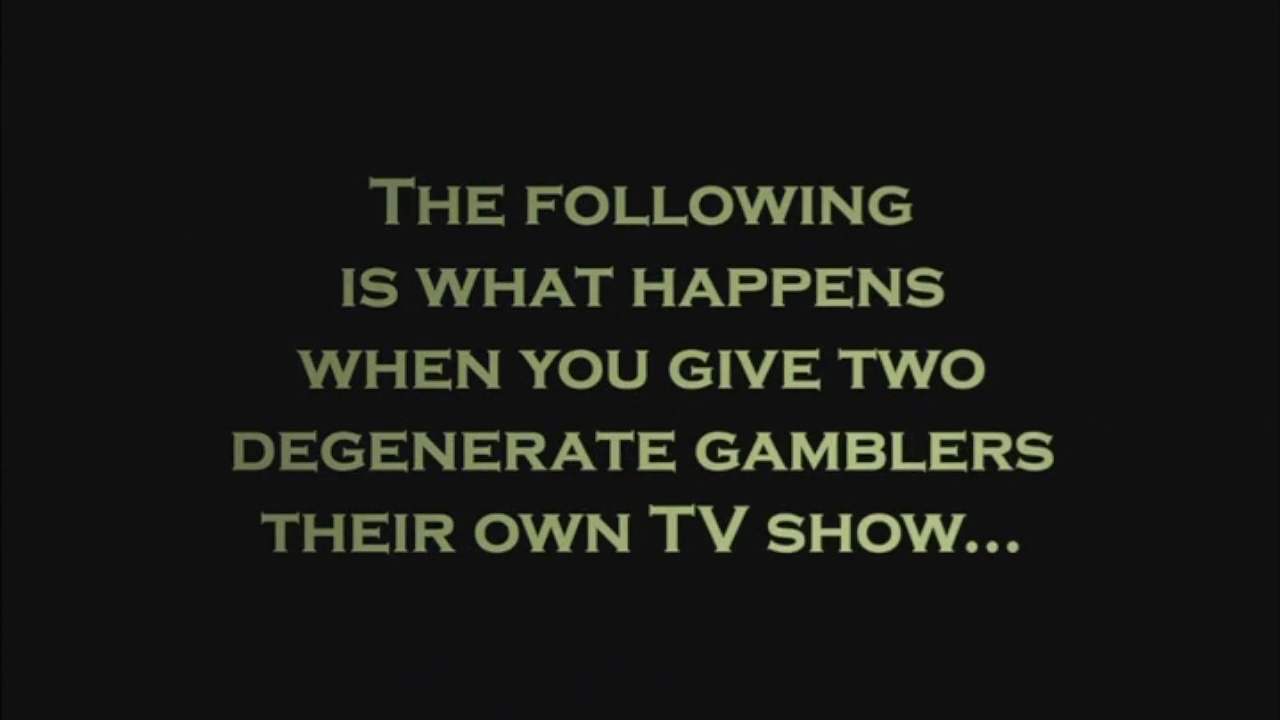 The following
is what happens
when you give two
degenerate gamblers
their own TV show...